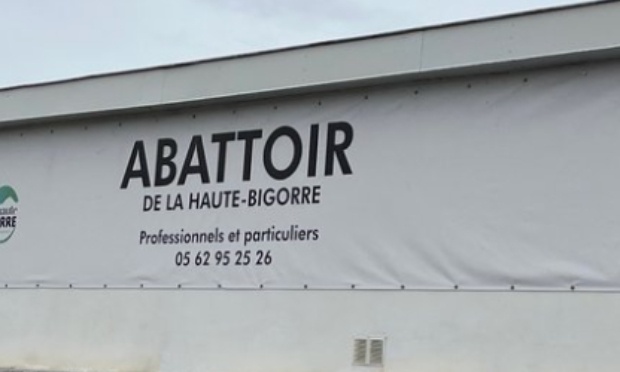 ABATTOIR
DE LA HAUTE-BIGORRE
Professionnels et particuliers
05 62 95 25 26